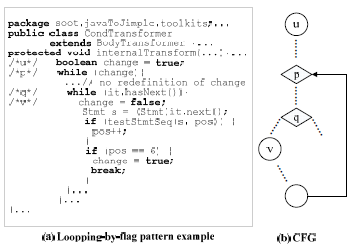 package soot.javaToJimple.toolkits;...
public class CondTransformer
extends BodyTransformer ...
protected void internalTransform(...) {...
/*u*/ boolean change = true;
/*p*/ while (change){
...// no redefinition of change
/*q*/ while (it.hasNext()) {
/*v*/ change = false;
Stmt s = (Stmt)it.next();
if (testStmtSeq(s, pos)) {
pos++;
}
if (pos == 6) {
change = true;
break;
}
}...
}...
}...
(a) Loopping-by-flag pattern example
u
p
q
v
(b) CFG